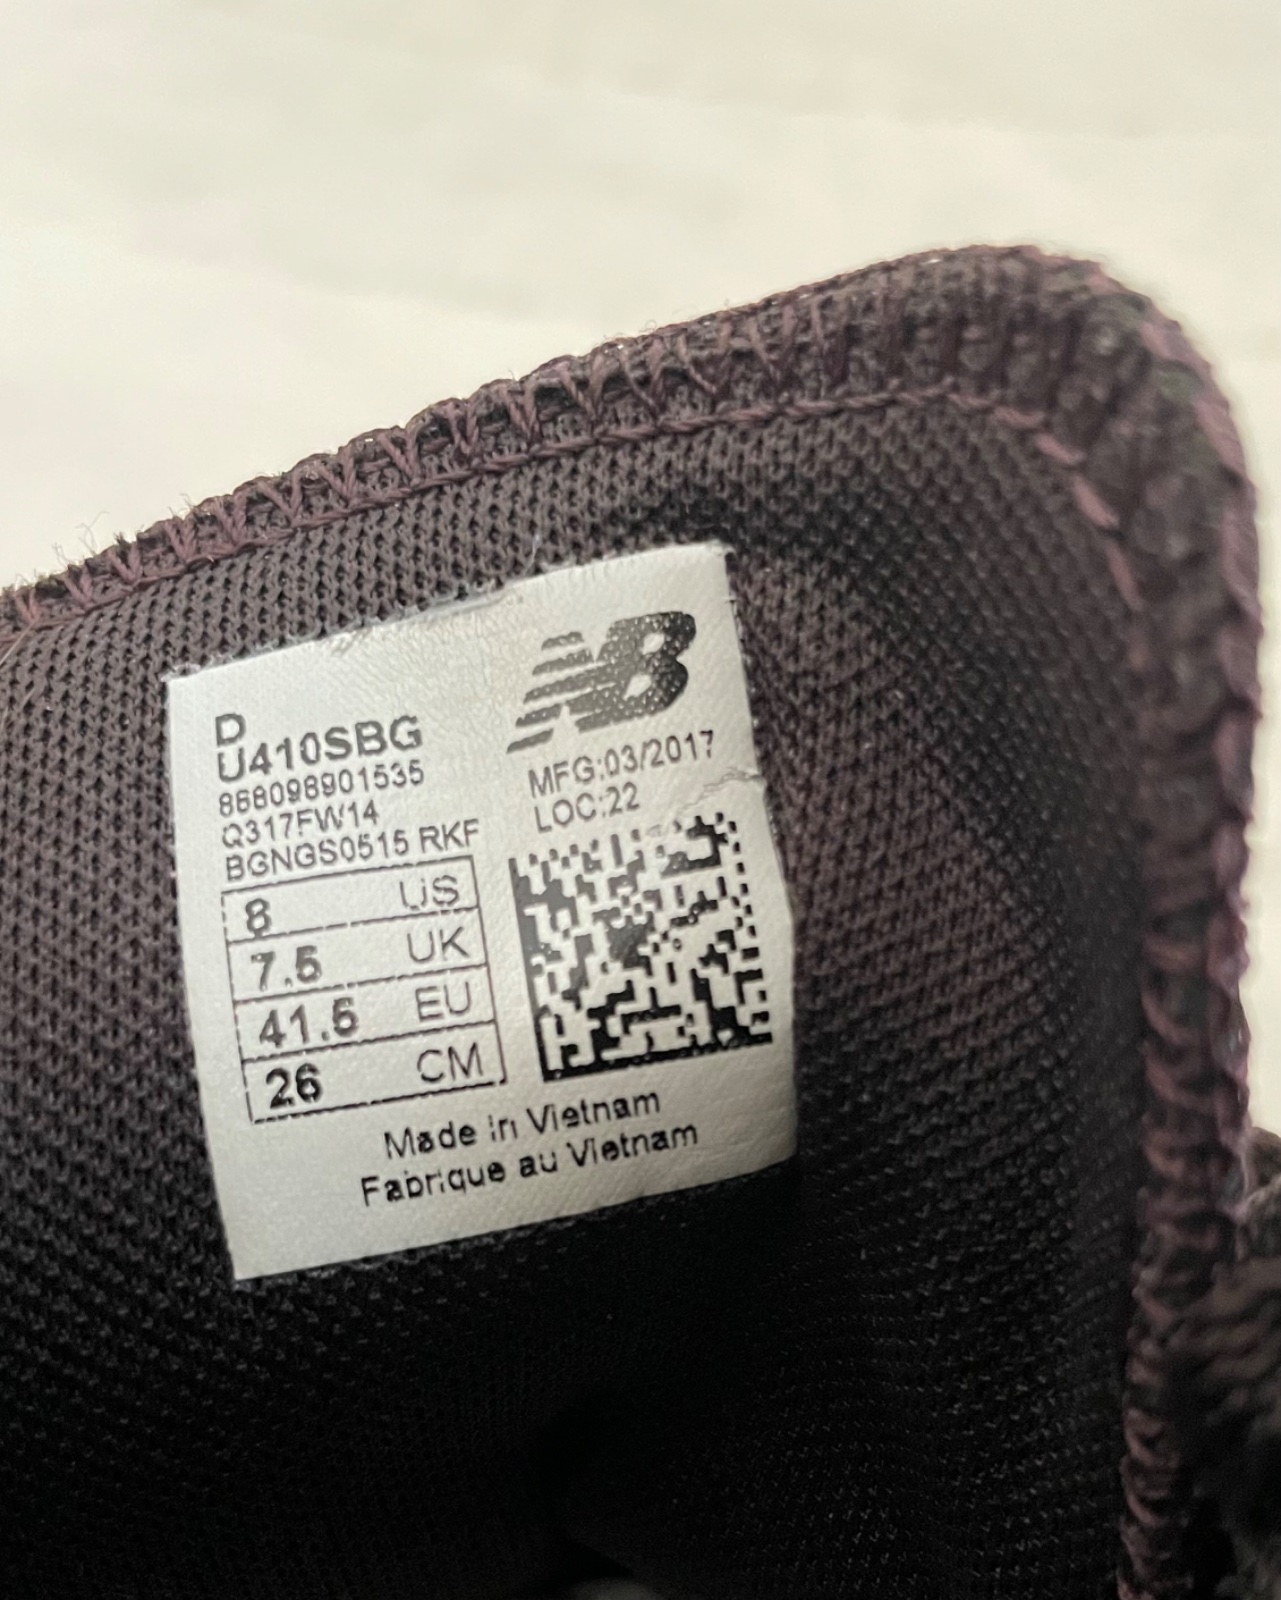 D
U410SBG
868098901535
Q317FW14
BGNGS0515 RKF
NB
MFG:03/2017
LOC:22
8 US
7.5 UK
41.5 EU
26 CM
Made in Vietnam
Fabrique au Vietnam